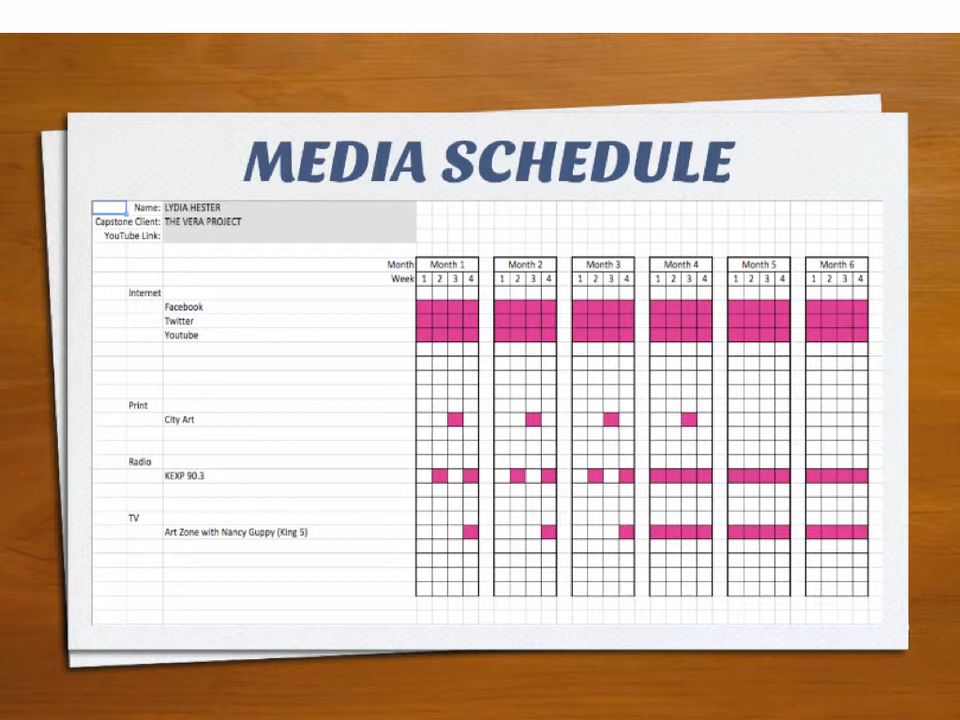 MEDIA SCHEDULE
Name: LYDIA HESTER
Capstone Client: THE VERA PROJECT
YouTube Link:
Month Month 1 Month 2 Month 3 Month 4 Month 5 Month 6
Week 1 2 3 4 1 2 3 4 1 2 3 4 1 2 3 4 1 2 3 4 1 2 3 4
Internet
Facebook
Twitter
Youtube
Print
City Art
Radio
KEXP 90.3
TV
Art Zone with Nancy Guppy (King 5)